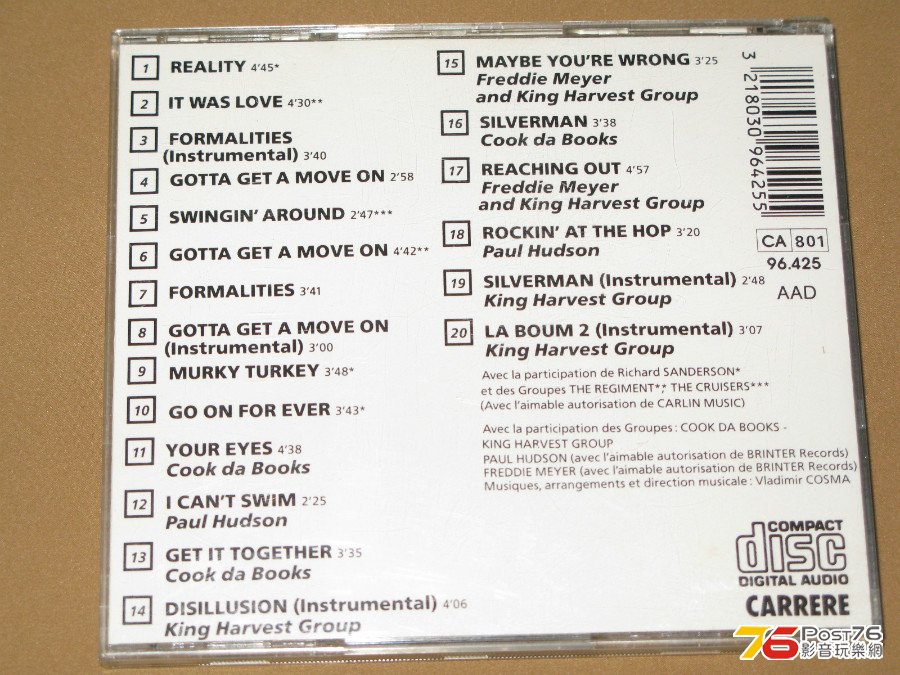 1 REALITY 4'45*
2 IT WAS LOVE 4'30**
3 FORMALITIES
(Instrumental) 3'40
4 GOTTA GET A MOVE ON 2'58
5 SWINGIN' AROUND 2'47***
6 GOTTA GET A MOVE ON 4'42**
7 FORMALITIES 3'41
8 GOTTA GET A MOVE ON
(Instrumental) 3'00
9 MURKY TURKEY 3'48*
10 GO ON FOR EVER 3'43*
11 YOUR EYES 4'38
Cook da Books
12 I CAN'T SWIM 2'25
Paul Hudson
13 GET IT TOGETHER 3'35
Cook da Books
14 DISILLUSION (Instrumental) 4'06
King Harvest Group
15 MAYBE YOU'RE WRONG 3'25
Freddie Meyer
and King Harvest Group
16 SILVERMAN 3'38
Cook da Books
17 REACHING OUT 4'57
Freddie Meyer
and King Harvest Group
18 ROCKIN' AT THE HOP 3'20
Paul Hudson
19 SILVERMAN (Instrumental) 2'48
King Harvest Group
20 LA BOUM 2 (Instrumental) 3'07
King Harvest Group
Avec la participation de Richard SANDERSON*
et des Groupes THE REGIMENT**, THE CRUISERS***
(Avec l'aimable autorisation de CARLIN MUSIC)
Avec la participation des Groupes : COOK DA BOOKS -
KING HARVEST GROUP
PAUL HUDSON (avec l'aimable autorisation de BRINTER Records)
FREDDIE MEYER (avec l'aimable autorisation de BRINTER Records)
Musiques, arrangements et direction musicale : Vladimir COSMA
3 218030 964255
CA 801
96.425
AAD
COMPACT
disc
DIGITAL AUDIO
CARRERE
76 Post76
影音玩樂網